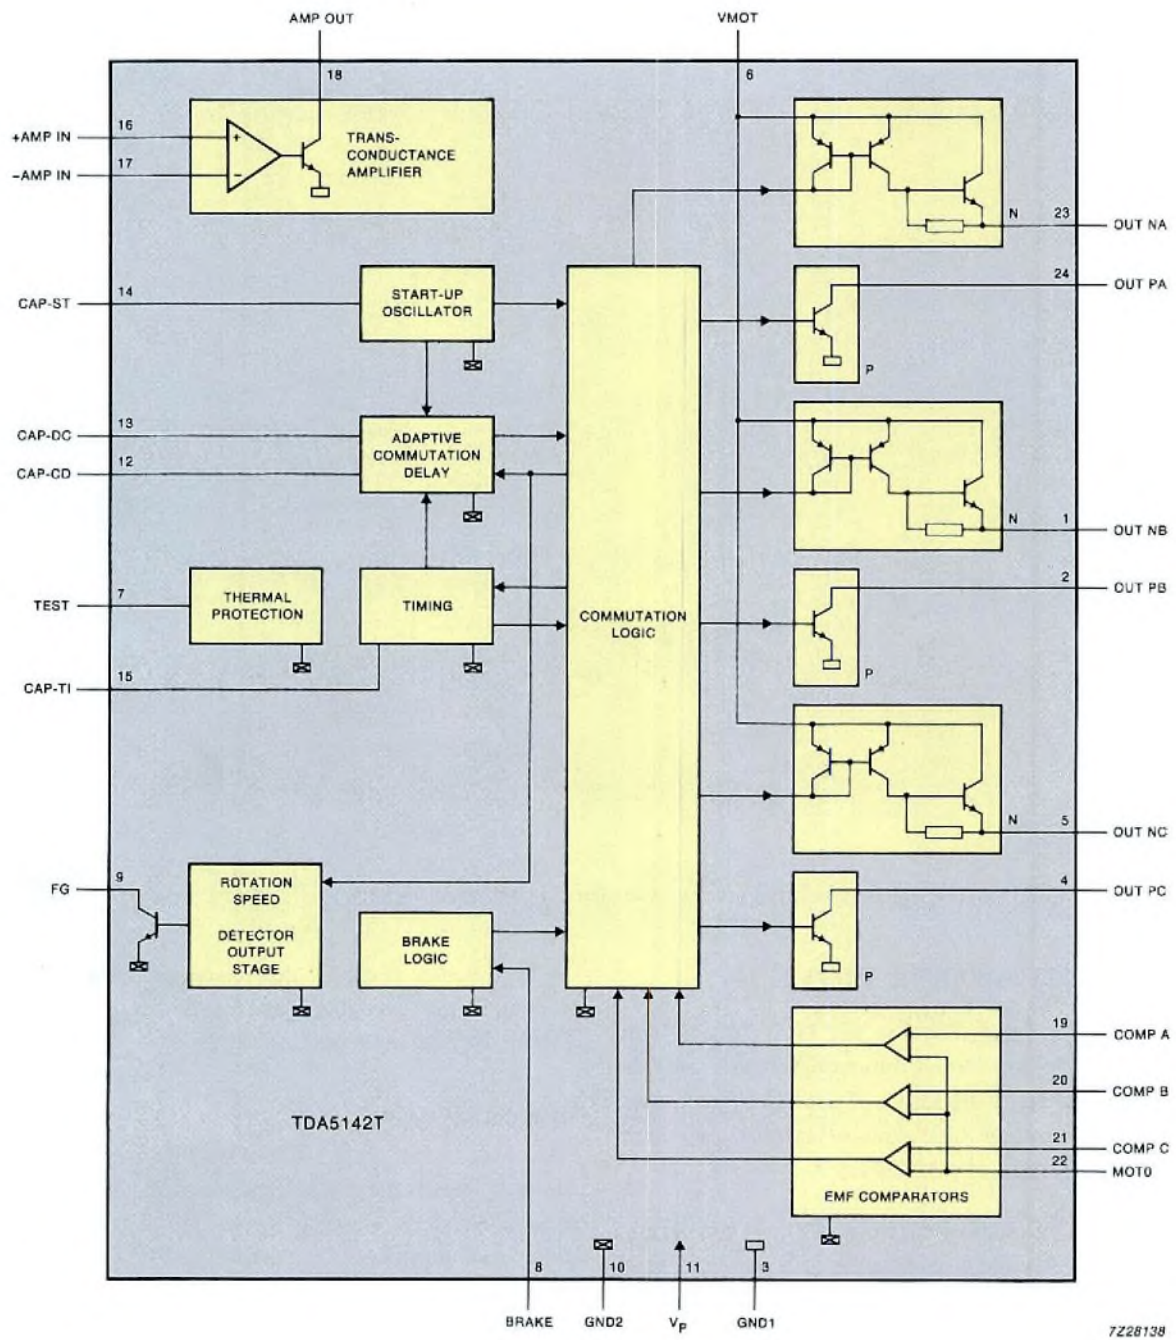 AMP OUT
VMOT
18
6
+AMP IN
16
-AMP IN
17
+
-
TRANS-
CONDUCTANCE
AMPLIFIER
N
23
OUT NA
24
OUT PA
P
CAP-ST
14
START-UP
OSCILLATOR
CAP-DC
13
CAP-CD
12
ADAPTIVE
COMMUTATION
DELAY
N
1
OUT NB
2
OUT PB
P
TEST
7
THERMAL
PROTECTION
TIMING
COMMUTATION
LOGIC
CAP-TI
15
N
5
OUT NC
4
OUT PC
P
FG
9
ROTATION
SPEED
DETECTOR
OUTPUT
STAGE
BRAKE
LOGIC
19
COMP A
20
COMP B
21
COMP C
22
MOT0
EMF COMPARATORS
TDA5142T
8
10
11
3
BRAKE
GND2
VP
GND1
7Z28138